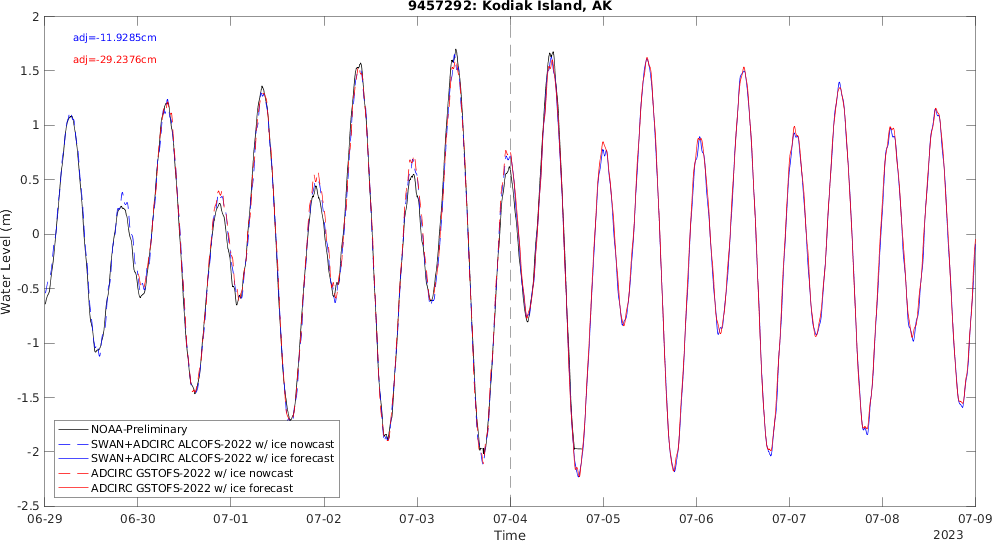 9457292: Kodiak Island, AK
adj=-11.9285cm
adj=-29.2376cm
Water Level (m)
2
1.5
1
0.5
0
-0.5
-1
-1.5
-2
-2.5
NOAA-Preliminary
SWAN+ADCIRC ALCOFS-2022 w/ ice nowcast
SWAN+ADCIRC ALCOFS-2022 w/ ice forecast
ADCIRC GSTOFS-2022 w/ ice nowcast
ADCIRC GSTOFS-2022 w/ ice forecast
06-29 06-30 07-01 07-02 07-03 07-04 07-05 07-06 07-07 07-08 07-09
Time
2023